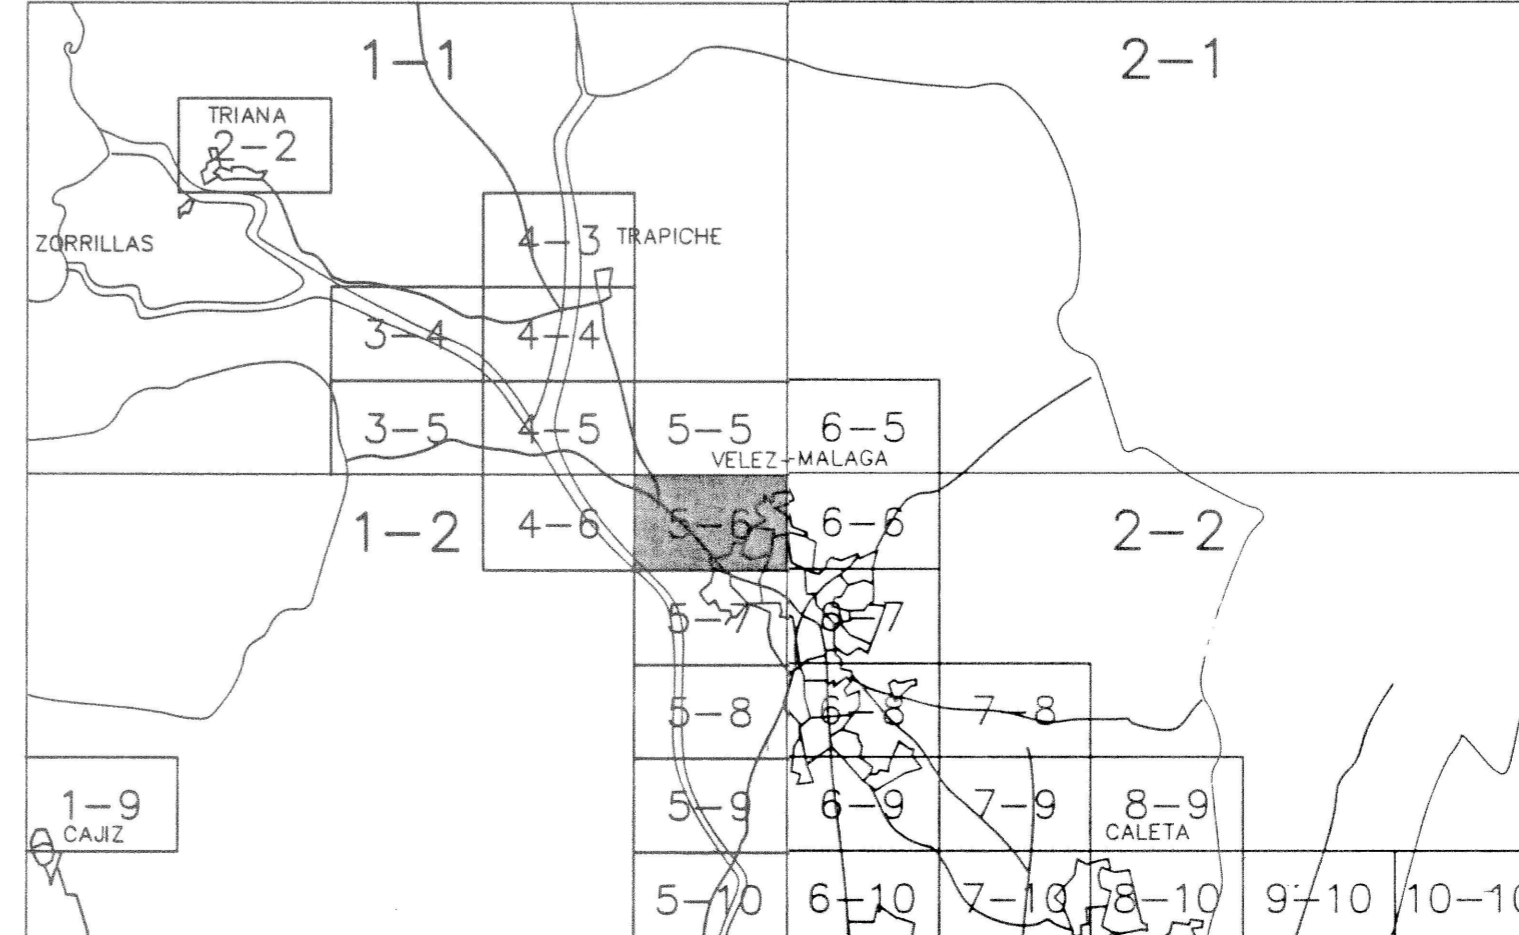 1-1
2-1
TRIANA
2-2
ZORRILLAS
4-3 TRAPICHE
3-4 4-4
3-5 4-5 5-5 6-5
VELEZ-MALAGA
1-2 4-6 5-6 6-6 2-2
5-7 6-7
5-8 6-8 7-8
1-9 5-9 6-9 7-9 8-9
CAJIZ CALETA
5-10 6-10 7-10 8-10 9-10 10-10